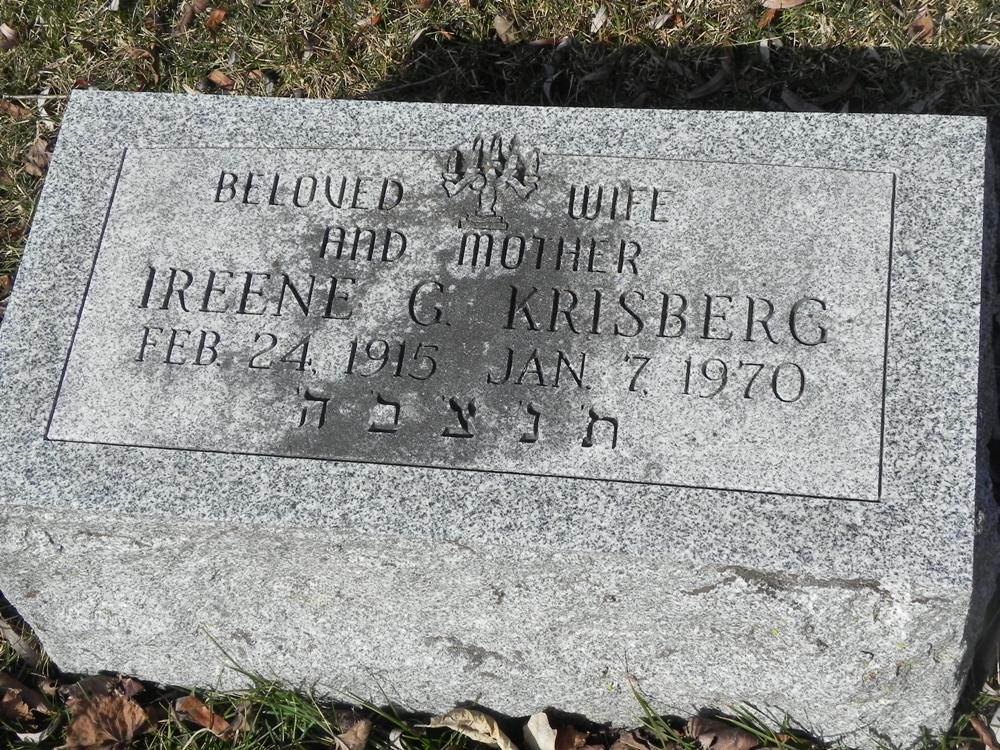 BELOVED WIFE
AND MOTHER
IREENE G. KRISBERG
FEB. 24, 1915 JAN. 7, 1970
ת נ צ ב ה